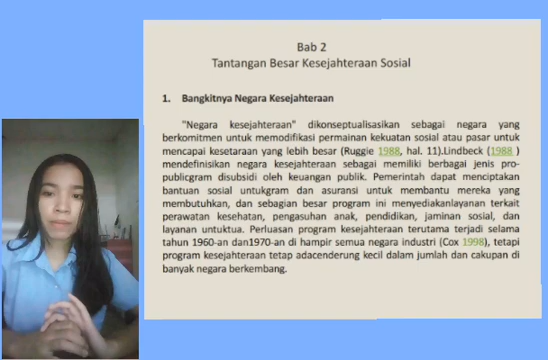 Bab 2
Tantangan Besar Kesejahteraan Sosial
1. Bangkitnya Negara Kesejahteraan
"Negara kesejahteraan" dikonseptualisasikan sebagai negara yang
berkomitmen untuk memodifikasi permainan kekuatan sosial atau pasar untuk
mencapai kesetaraan yang lebih besar (Ruggie 1988, hal. 11).Lindbeck (1988 )
mendefinisikan negara kesejahteraan sebagai memiliki berbagai jenis pro-
publicgram disubsidi oleh keuangan publik. Pemerintah dapat menciptakan
bantuan sosial untukgram dan asuransi untuk membantu mereka yang
membutuhkan, dan sebagian besar program ini menyediakanlayanan terkait
perawatan kesehatan, pengasuhan anak, pendidikan, jaminan sosial, dan
layanan untuktua. Perluasan program kesejahteraan terutama terjadi selama
tahun 1960-an dan1970-an di hampir semua negara industri (Cox 1998), tetapi
program kesejahteraan tetap adacenderung kecil dalam jumlah dan cakupan di
banyak negara berkembang.